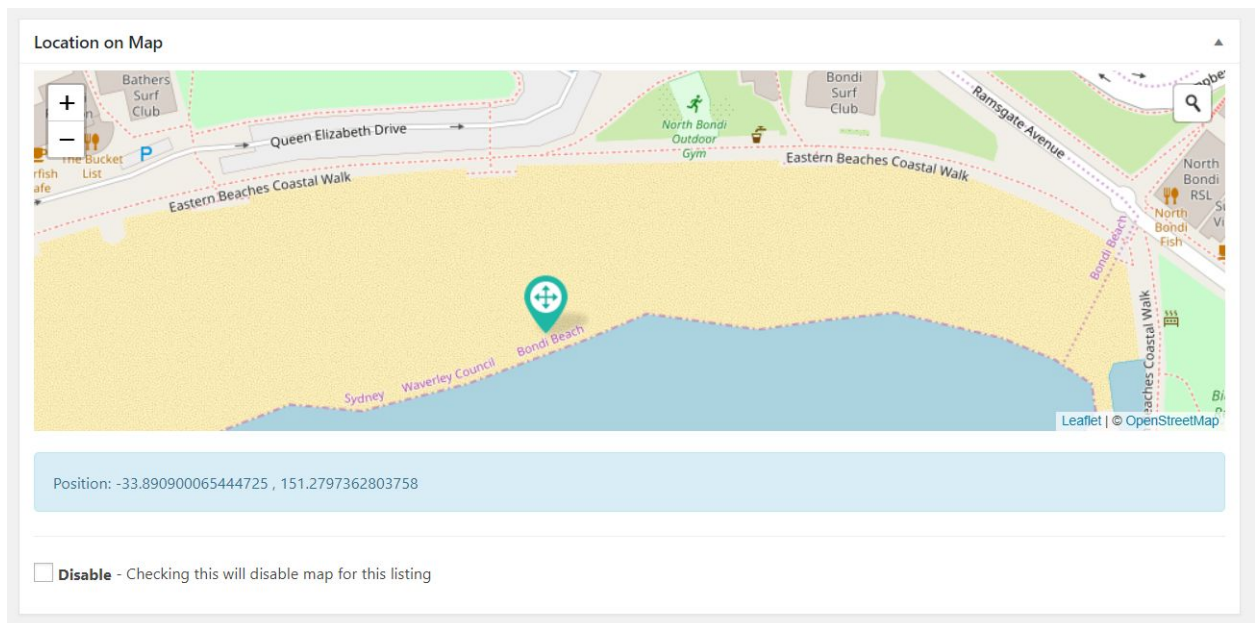 Location on Map
+
−
Bathers
Surf
Club
The Bucket
List
P
Queen Elizabeth Drive
Eastern Beaches Coastal Walk
North Bondi
Outdoor
Gym
Bondi
Surf
Club
Eastern Beaches Coastal Walk
Ramsgate Avenue
North
Bondi
RSL
North
Bondi
Fish
Bondi Beach
Sydney
Waverley Council
Bondi Beach
Coastal Walk
Leaflet | © OpenStreetMap
Position: -33.890900065444725 , 151.2797362803758
Disable - Checking this will disable map for this listing